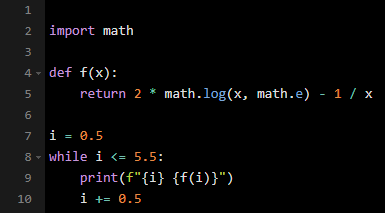 1
2 import math
3
4 def f(x):
5     return 2 * math.log(x, math.e) - 1 / x
6
7 i = 0.5
8 while i <= 5.5:
9     print(f"{i} {f(i)}")
10     i += 0.5